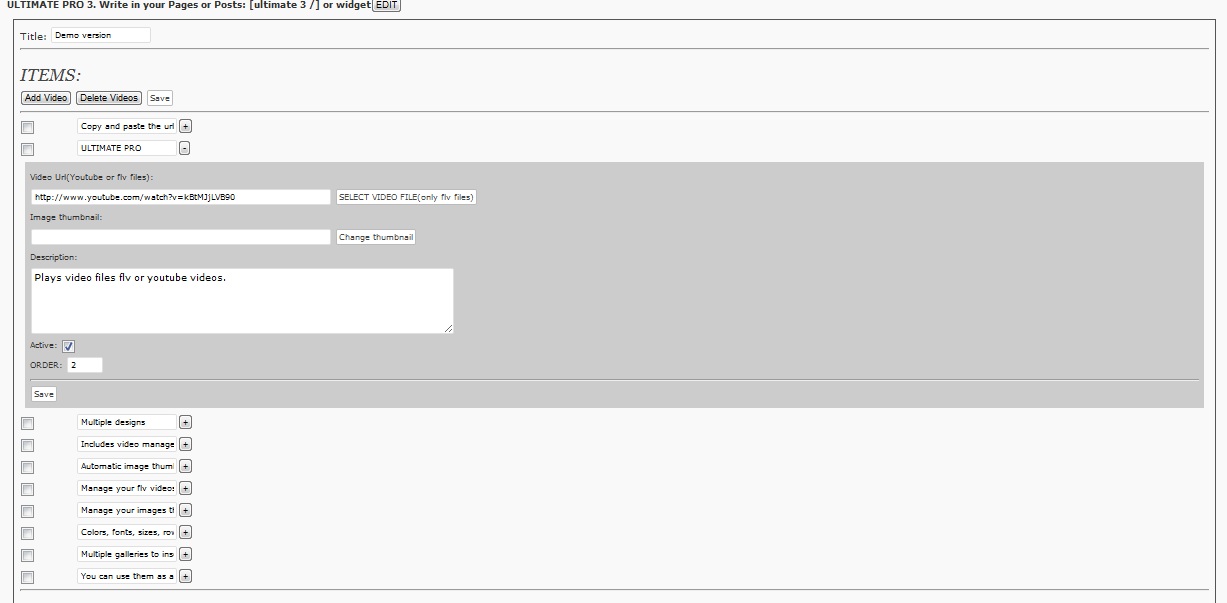 ULTIMATE PRO 3. Write in your Pages or Posts: [ultimate 3 /] or widget EDIT
Title: Demo version
ITEMS:
Add Video Delete Videos Save
Copy and paste the url +
ULTIMATE PRO -
Video Url(Youtube or flv files):
http://www.youtube.com/watch?v=kBtMJjLVB90 SELECT VIDEO FILE(only flv files)
Image thumbnail:
Change thumbnail
Description:
Plays video files flv or youtube videos.
Active:
ORDER: 2
Save
Multiple designs +
Includes video manage +
Automatic image thum +
Manage your flv videos +
Manage your images t +
Colors, fonts, sizes, ro +
Multiple galleries to ins +
You can use them as a +